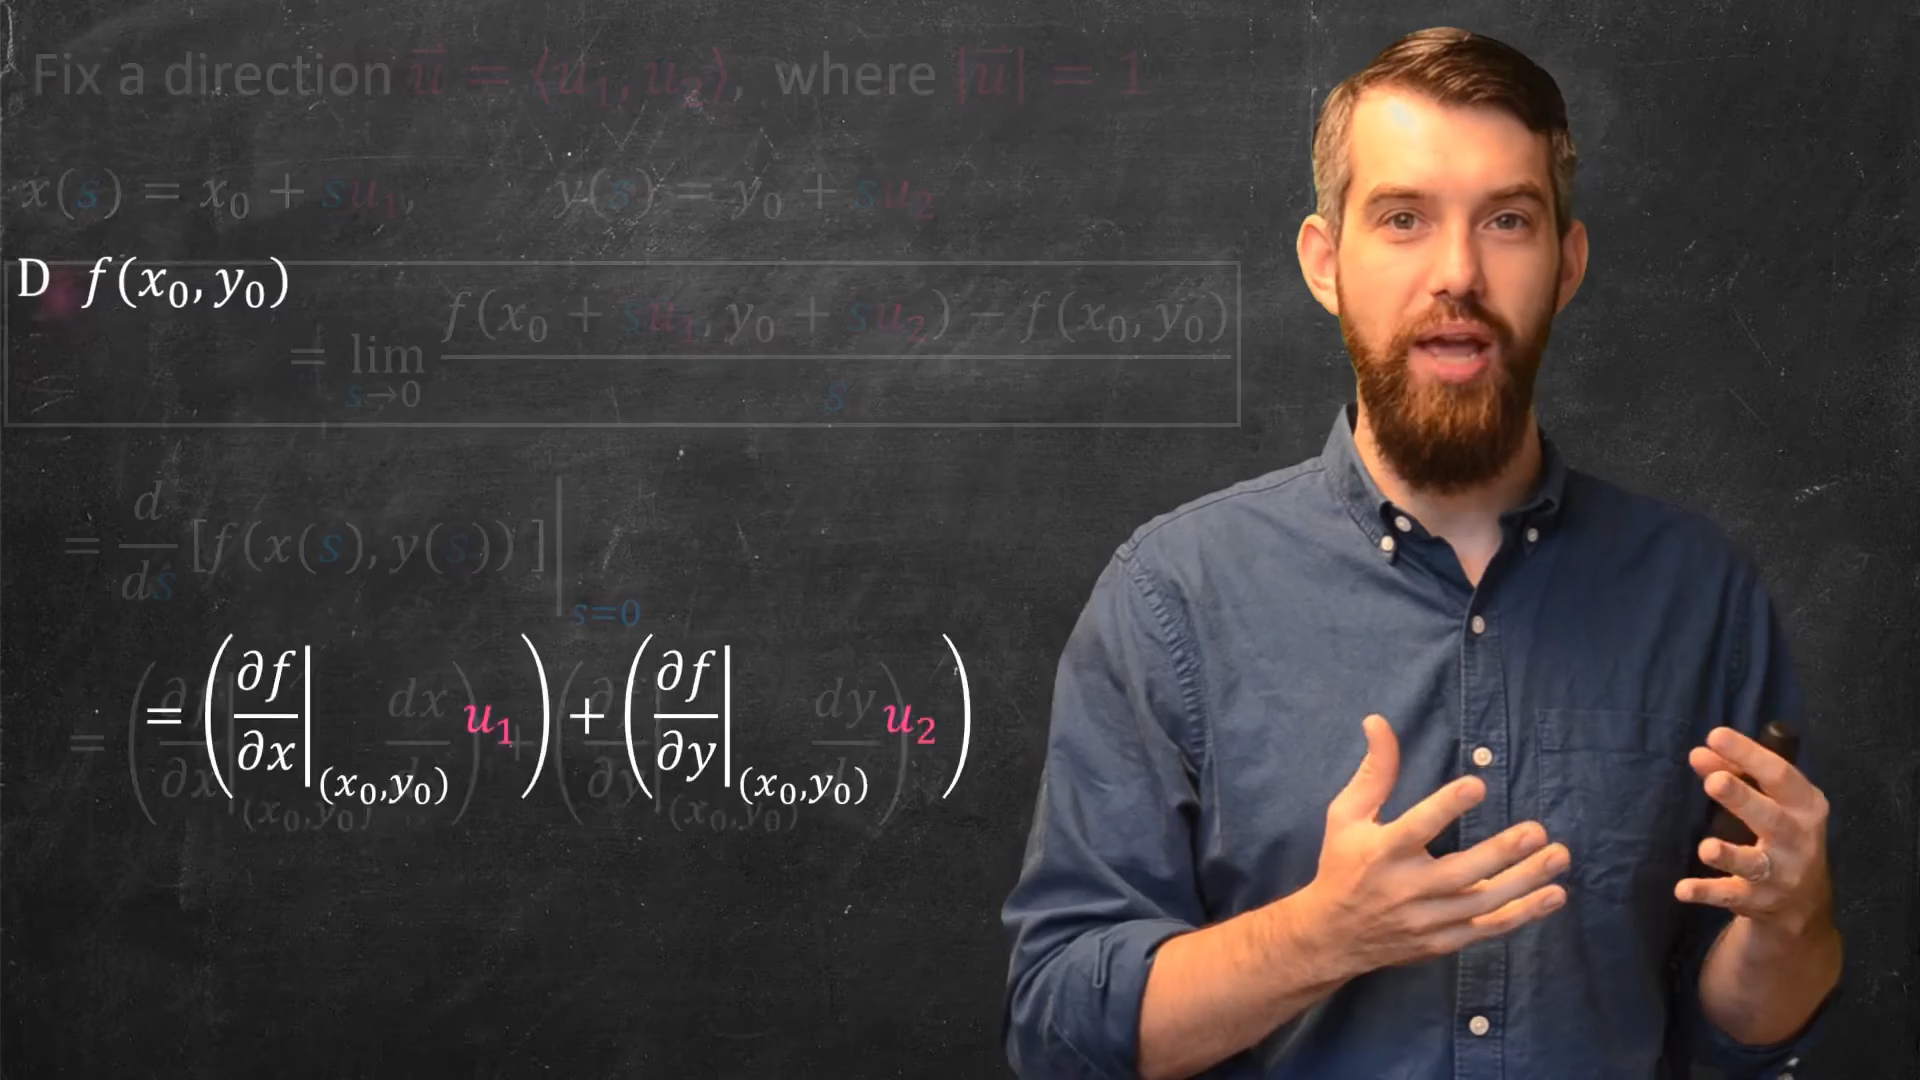 Fix a direction u⃗ = ⟨u₁, u₂⟩, where |u⃗| = 1
x(s) = x₀ + su₁, y(s) = y₀ + su₂
D f(x₀, y₀)
= lim s→0 f(x₀ + su₁, y₀ + su₂) − f(x₀, y₀) / s
= d/ds [f(x(s), y(s))]| s=0
= (∂f/∂x|(x₀,y₀) u₁) + (∂f/∂y|(x₀,y₀) u₂)